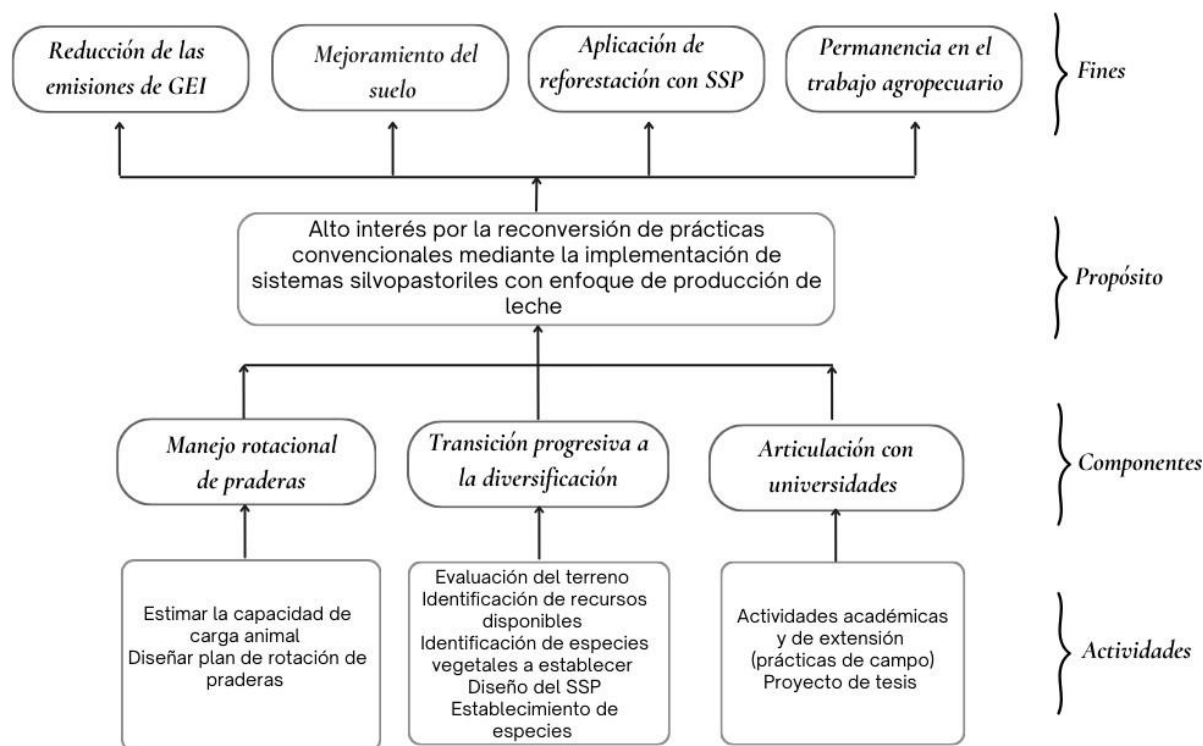 Reducción de las
emisiones de GEI
Mejoramiento del
suelo
Aplicación de
reforestación con SSP
Permanencia en el
trabajo agropecuario
Fines
Alto interés por la reconversión de prácticas
convencionales mediante la implementación de
sistemas silvopastoriles con enfoque de producción de
leche
Propósito
Manejo rotacional
de praderas
Transición progresiva a
la diversificación
Articulación con
universidades
Componentes
Estimar la capacidad de
carga animal
Diseñar plan de rotación de
praderas
Evaluación del terreno
Identificación de recursos
disponibles
Identificación de especies
vegetales a establecer
Diseño del SSP
Establecimiento de
especies
Actividades académicas
y de extensión
(prácticas de campo)
Proyecto de tesis
Actividades